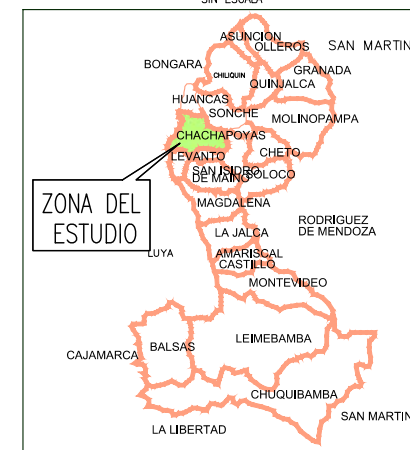 SIN ESCALA
ASUNCION
OLLEROS
SAN MARTIN
BONGARA
CHILIQUIN
GRANADA
QUINJALCA
HUANCAS
SONCHE
MOLINOPAMPA
CHACHAPOYAS
LEVANTO
CHETO
SAN ISIDRO
DE MAINO
SOLOCO
MAGDALENA
ZONA DEL
ESTUDIO
RODRIGUEZ
DE MENDOZA
LA JALCA
LUYA
AMARISCAL
CASTILLO
MONTEVIDEO
LEIMEBAMBA
BALSAS
CAJAMARCA
CHUQUIBAMBA
SAN MARTIN
LA LIBERTAD